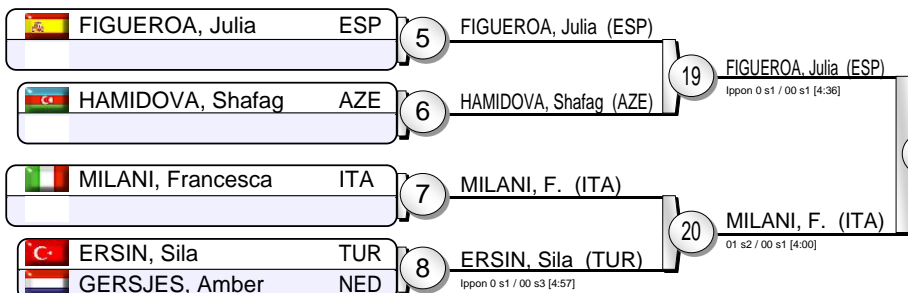 FIGUEROA, Julia ESP
5
FIGUEROA, Julia (ESP)
HAMIDOVA, Shafag AZE
6
HAMIDOVA, Shafag (AZE)
19
FIGUEROA, Julia (ESP)
Ippon 0 s1 / 00 s1 [4:36]
MILANI, Francesca ITA
7
MILANI, F. (ITA)
ERSIN, Sila TUR
GERSJES, Amber NED
8
ERSIN, Sila (TUR)
Ippon 0 s1 / 00 s3 [4:57]
20
MILANI, F. (ITA)
01 s2 / 00 s1 [4:00]